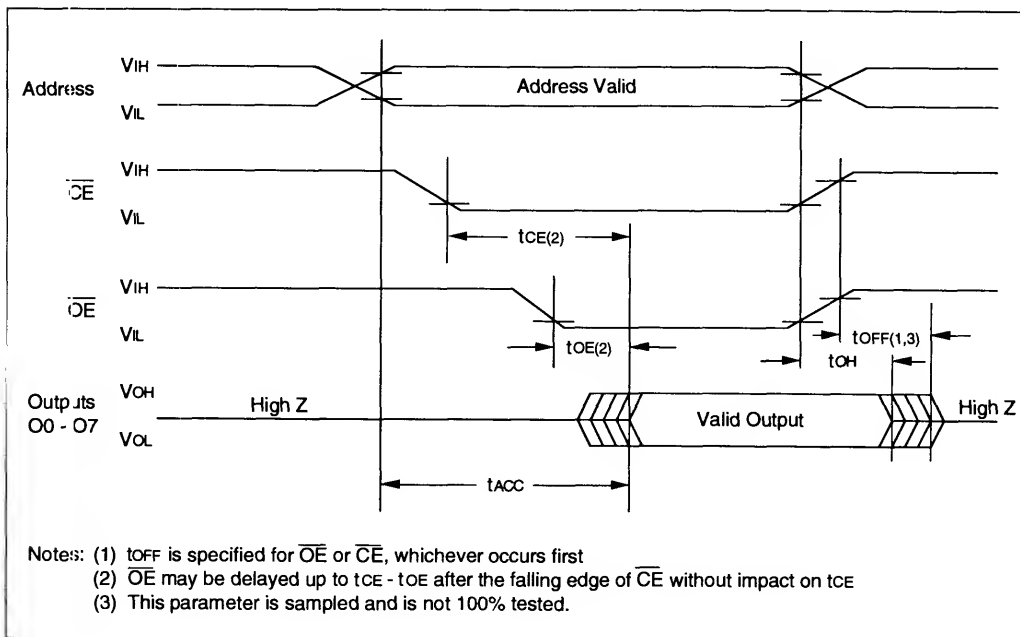 VIH
Address
Address Valid
VIL
VIH
CE
VIL
tCE(2)
VIH
OE
VIL
tOE(2)
tOFF(1,3)
tOH
VOH
Outputs
O0 - O7
High Z
Valid Output
High Z
VOL
tACC
Notes: (1) tOFF is specified for OE or CE, whichever occurs first
(2) OE may be delayed up to tCE - tOE after the falling edge of CE without impact on tCE
(3) This parameter is sampled and is not 100% tested.